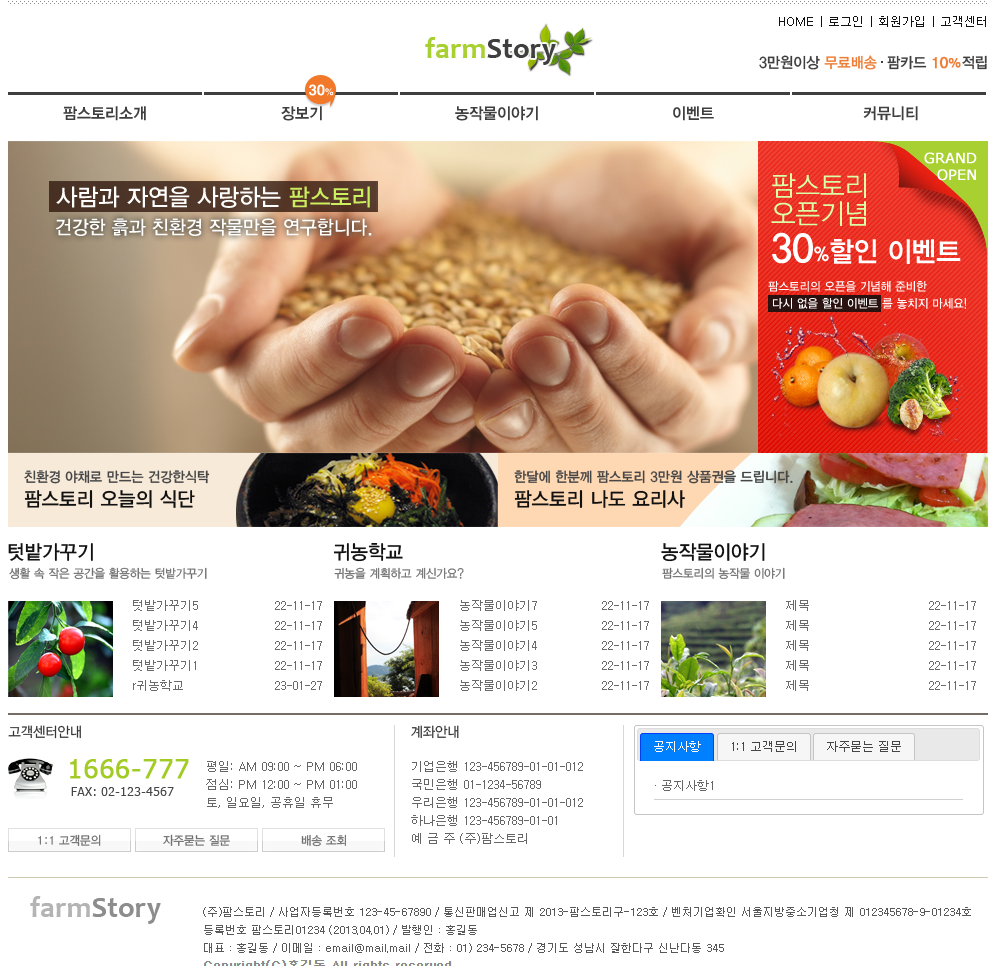 HOME | 로그인 | 회원가입 | 고객센터
farmStory
3만원이상 무료배송 · 팜카드 10%적립
30%
팜스토리소개 장보기 농작물이야기 이벤트 커뮤니티
사람과 자연을 사랑하는 팜스토리
건강한 흙과 친환경 작물만을 연구합니다.
GRAND
OPEN
팜스토리
오픈기념
30%할인 이벤트
팜스토리의 오픈을 기념해 준비한
다시 없을 할인 이벤트를 놓치지 마세요!
친환경 야채로 만드는 건강한식탁
팜스토리 오늘의 식단
한달에 한분께 팜스토리 3만원 상품권을 드립니다.
팜스토리 나도 요리사
텃밭가꾸기
생활 속 작은 공간을 활용하는 텃밭가꾸기
텃밭가꾸기5 22-11-17
텃밭가꾸기4 22-11-17
텃밭가꾸기2 22-11-17
텃밭가꾸기1 22-11-17
r귀농학교 23-01-27
귀농학교
귀농을 계획하고 계신가요?
농작물이야기7 22-11-17
농작물이야기5 22-11-17
농작물이야기4 22-11-17
농작물이야기3 22-11-17
농작물이야기2 22-11-17
농작물이야기
팜스토리의 농작물 이야기
제목 22-11-17
제목 22-11-17
제목 22-11-17
제목 22-11-17
제목 22-11-17
고객센터안내
1666-777
FAX: 02-123-4567
평일: AM 09:00 ~ PM 06:00
점심: PM 12:00 ~ PM 01:00
토, 일요일, 공휴일 휴무
1:1 고객문의 자주묻는 질문 배송 조회
계좌안내
기업은행 123-456789-01-01-012
국민은행 01-1234-56789
우리은행 123-456789-01-01-012
하나은행 123-456789-01-01
예 금 주 (주)팜스토리
공지사항 1:1 고객문의 자주묻는 질문
· 공지사항1
farmStory
(주)팜스토리 / 사업자등록번호 123-45-67890 / 통신판매업신고 제 2013-팜스토리구-123호 / 벤처기업확인 서울지방중소기업청 제 012345678-9-01234호
등록번호 팜스토리01234 (2013.04.01) / 발행인 : 홍길동
대표 : 홍길동 / 이메일 : email@mail.mail / 전화 : 01) 234-5678 / 경기도 성남시 잘한다구 신난다동 345
Copyright(C)홍길동 All rights reserved.